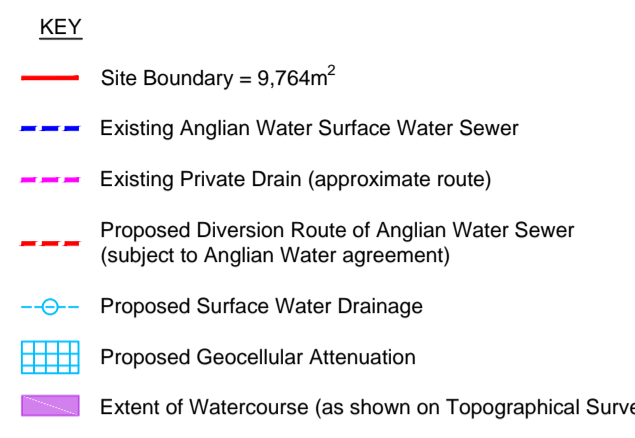 KEY
Site Boundary = 9,764m²
Existing Anglian Water Surface Water Sewer
Existing Private Drain (approximate route)
Proposed Diversion Route of Anglian Water Sewer
(subject to Anglian Water agreement)
Proposed Surface Water Drainage
Proposed Geocellular Attenuation
Extent of Watercourse (as shown on Topographical Surve